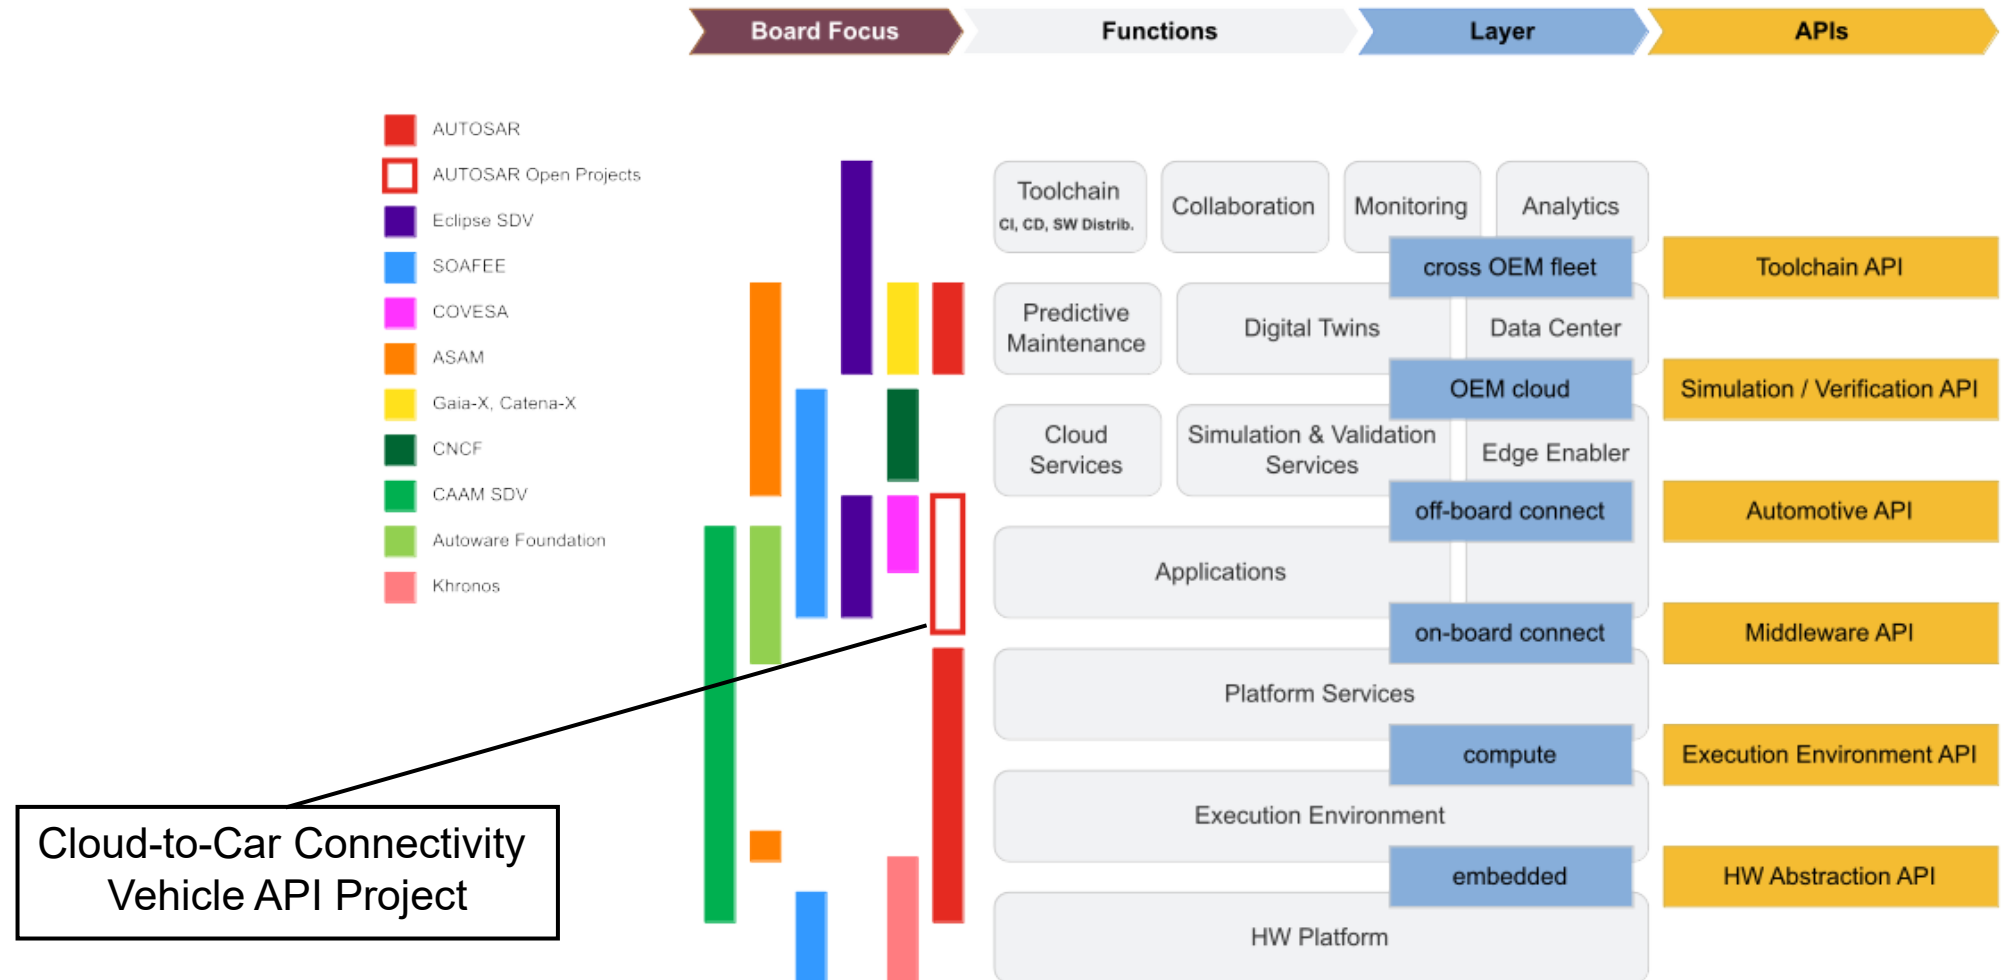 Board Focus
Functions
Layer
APIs
AUTOSAR
AUTOSAR Open Projects
Eclipse SDV
SOAFEE
COVESA
ASAM
Gaia-X, Catena-X
CNCF
CAAM SDV
Autoware Foundation
Khronos
Toolchain
CI, CD, SW Distrib.
Collaboration
Monitoring
Analytics
cross OEM fleet
Toolchain API
Predictive
Maintenance
Digital Twins
Data Center
OEM cloud
Simulation / Verification API
Cloud
Services
Simulation & Validation
Services
Edge Enabler
off-board connect
Automotive API
Applications
on-board connect
Middleware API
Platform Services
compute
Execution Environment API
Execution Environment
embedded
HW Abstraction API
HW Platform
Cloud-to-Car Connectivity
Vehicle API Project